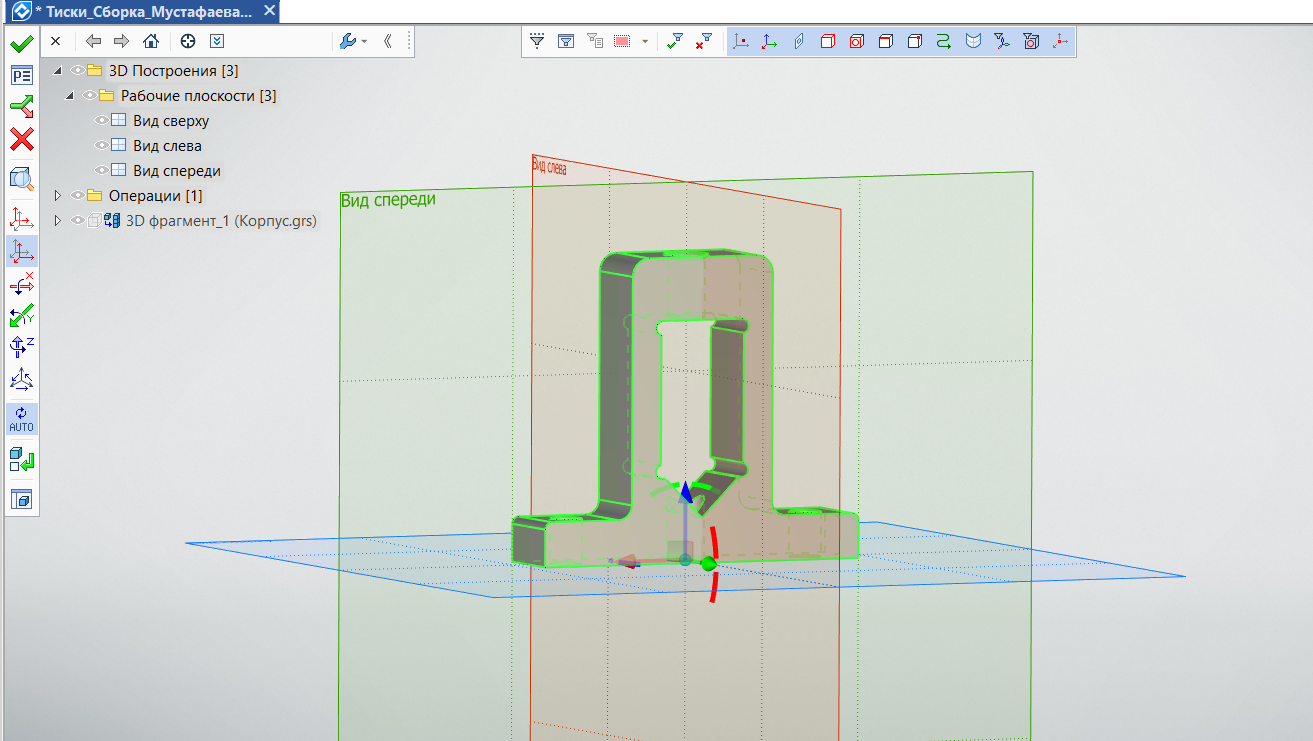 * Тиски_Сборка_Мустафаева...
3D Построения [3]
Рабочие плоскости [3]
Вид сверху
Вид слева
Вид спереди
Операции [1]
3D фрагмент_1 (Корпус.grs)
X
Y
Z
AUTO
Вид слева
Вид спереди